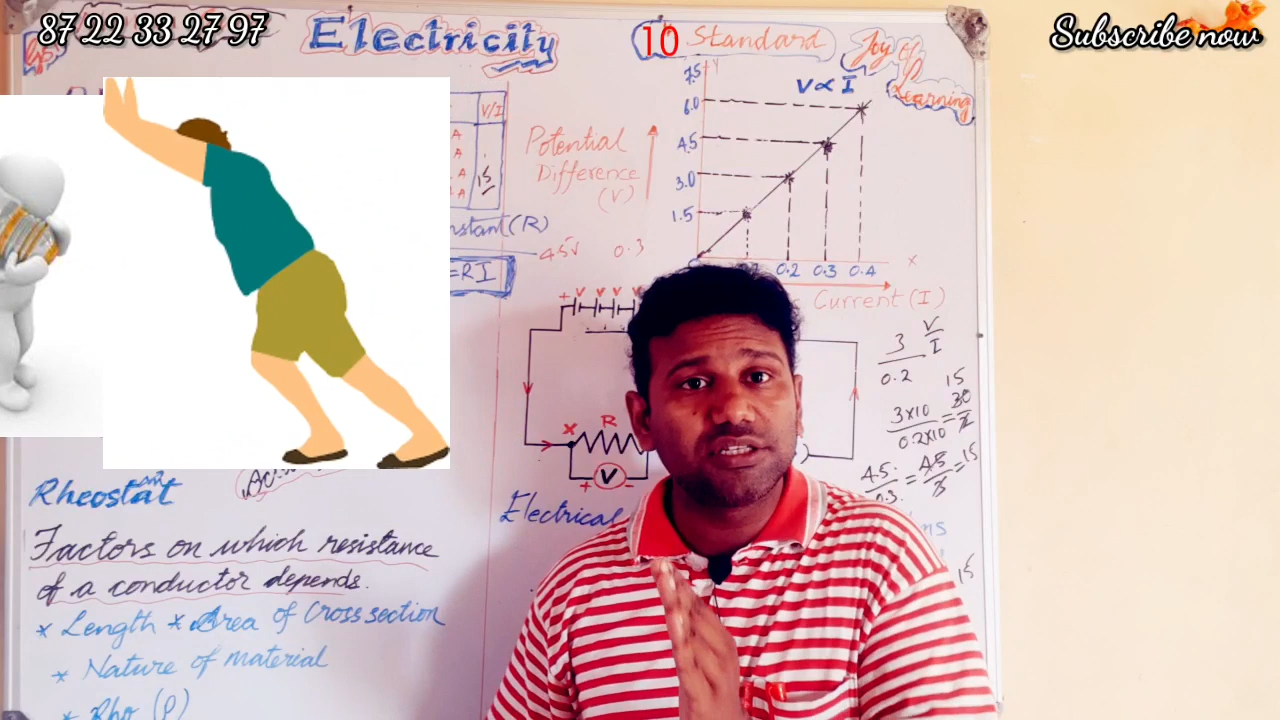 87 22 33 27 97
Subscribe now
Electricity
10 Standard
Joy of
Learning
V/I
A
A
A
A
15
nstant (R)
=RI
Potential
Difference
(V)
4.5V 0.3
Y
V∝I
7.5
6.0
4.5
3.0
1.5
0.2 0.3 0.4
x
Current (I)
+ V V V V
X
R
+ V -
Electrical
3 V
0.2 I
15
3×10 = 30
0.2×10 2
4.5 = 45 = 15
0.3 3
15
Rheostat
Factors on which resistance
of a conductor depends.
* Length * Area of Cross section
* Nature of material
* Rho (ρ)